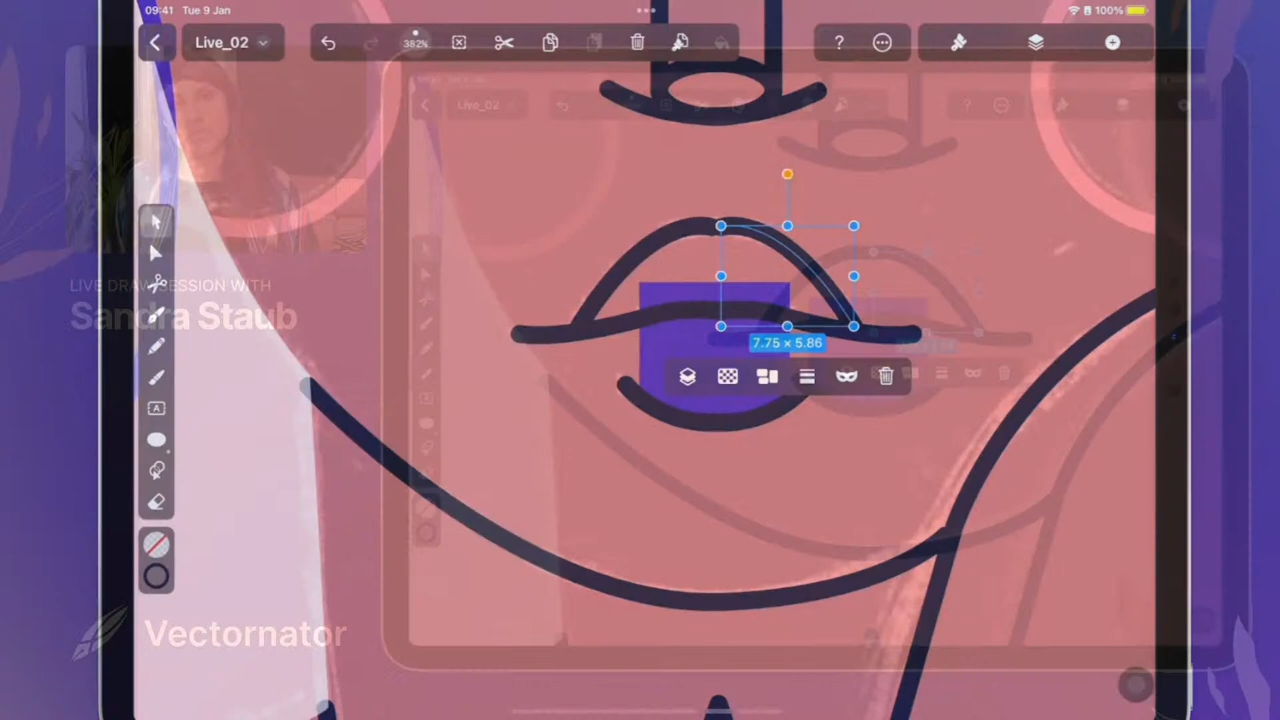 09:41 Tue 9 Jan
100%
Live_02
382%
?
Live_02
?
A
LIVE DRAW SESSION WITH
Sandra Staub
7.75 × 5.86
Vectornator